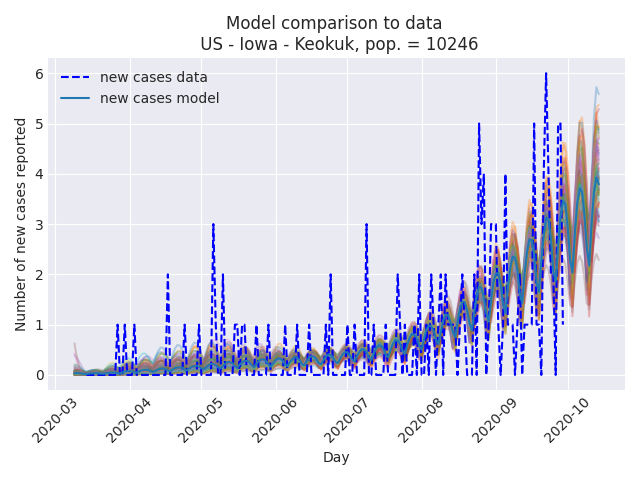 Model comparison to data
US - Iowa - Keokuk, pop. = 10246
new cases data
new cases model
Number of new cases reported
6
5
4
3
2
1
0
2020-03
2020-04
2020-05
2020-06
2020-07
2020-08
2020-09
2020-10
Day